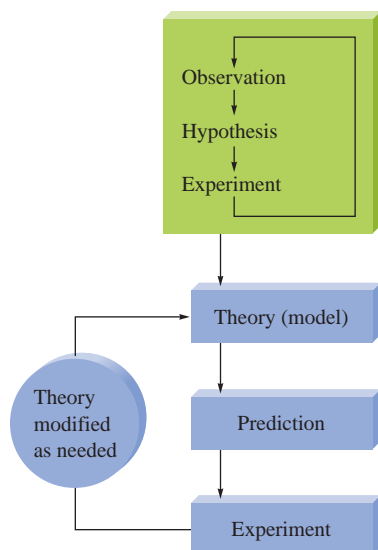 Observation
Hypothesis
Experiment
Theory (model)
Theory
modified
as needed
Prediction
Experiment